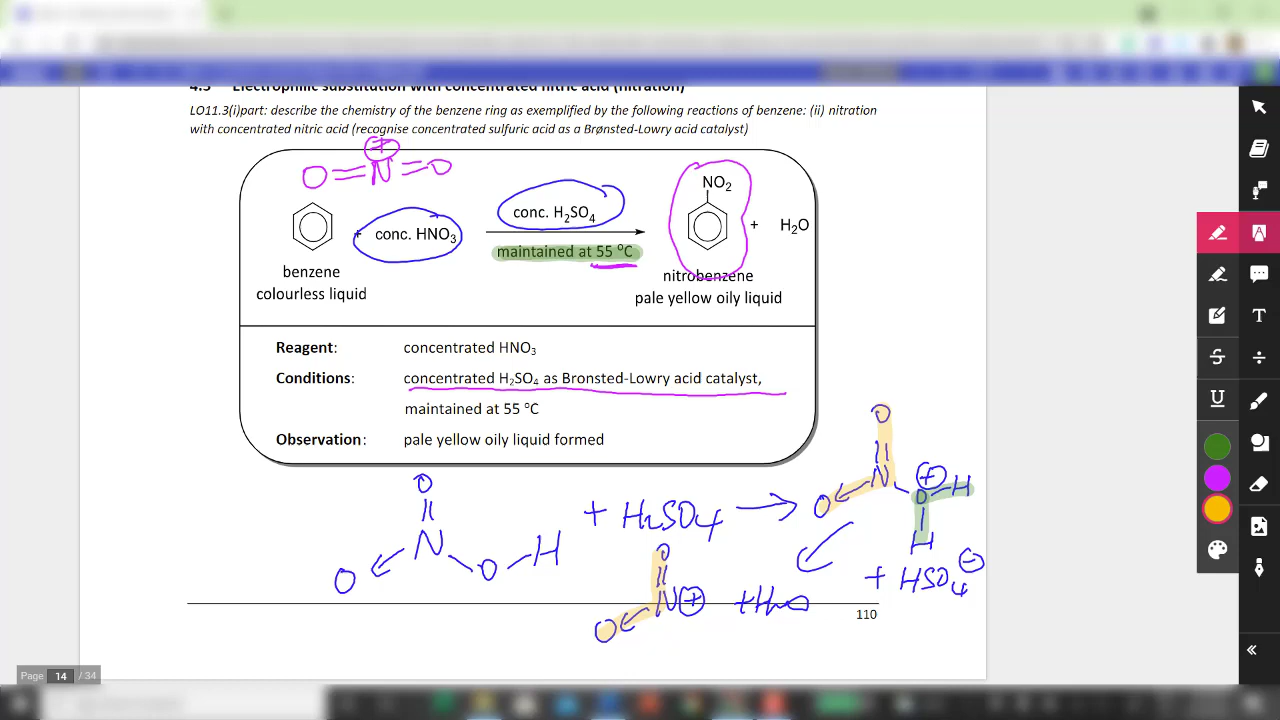 4.3 Electrophilic substitution with concentrated nitric acid (nitration)
LO11.3(i)part: describe the chemistry of the benzene ring as exemplified by the following reactions of benzene: (ii) nitration
with concentrated nitric acid (recognise concentrated sulfuric acid as a Brønsted-Lowry acid catalyst)
O=N⊕=O
NO₂
conc. H₂SO₄
+ conc. HNO₃
+ H₂O
maintained at 55 °C
benzene
nitrobenzene
colourless liquid
pale yellow oily liquid
Reagent: concentrated HNO₃
Conditions: concentrated H₂SO₄ as Bronsted-Lowry acid catalyst,
maintained at 55 °C
Observation: pale yellow oily liquid formed
O O
N ⊕
O O H
+ H₂SO₄ →
N O H
O H
+ HSO₄⊖
O
N⊕ + H₂O
O
110
Page 14 / 34
T
S
U